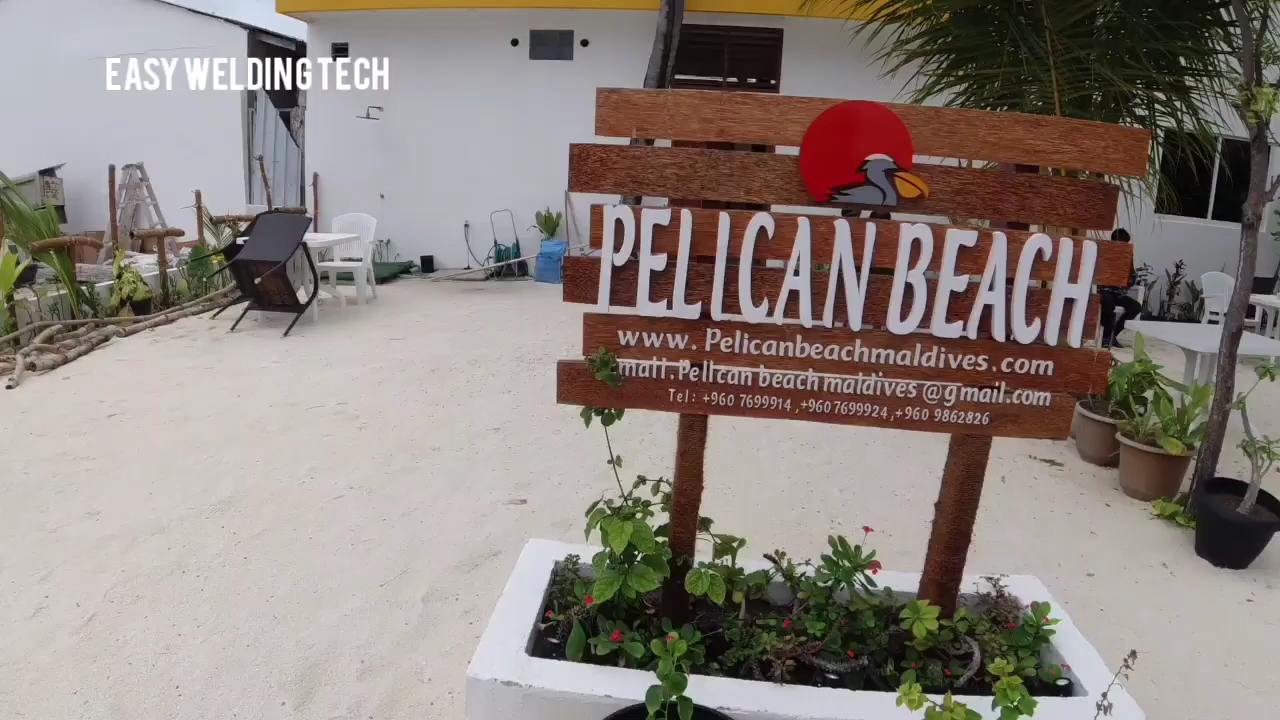 EASY WELDING TECH
PELICAN BEACH
www.Pelicanbeachmaldives.com
mail.Pelican beach maldives@gmail.com
Tel: +960 7699914,+960 7699924,+960 9862826